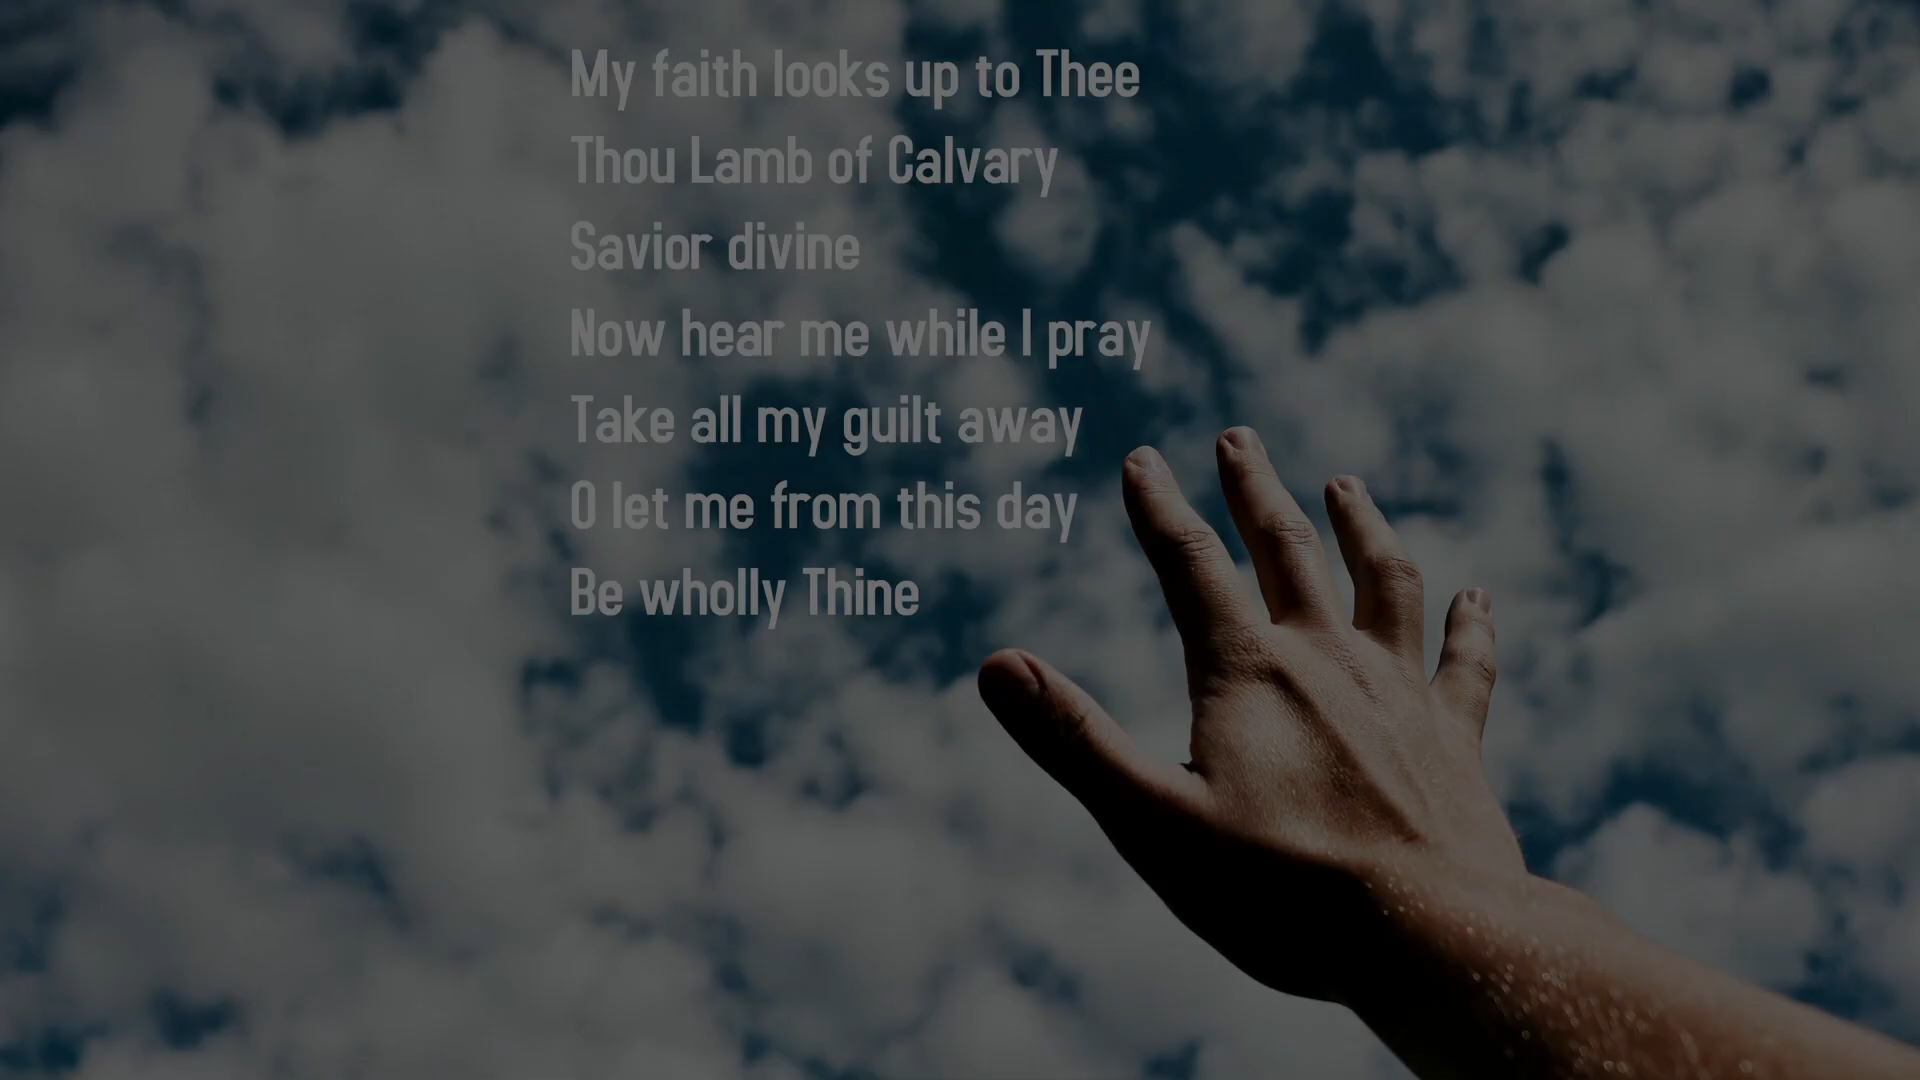 My faith looks up to Thee
Thou Lamb of Calvary
Savior divine
Now hear me while I pray
Take all my guilt away
O let me from this day
Be wholly Thine